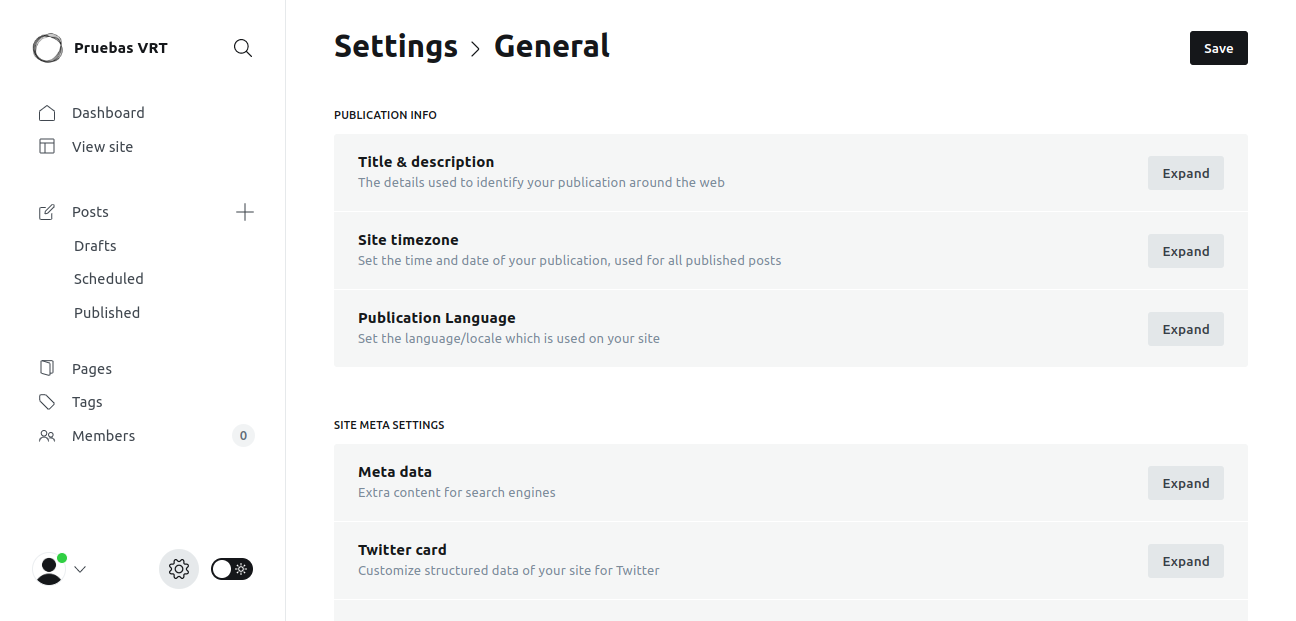 Pruebas VRT
Dashboard
View site
Posts
Drafts
Scheduled
Published
Pages
Tags
Members
0
Settings > General
Save
PUBLICATION INFO
Title & description
The details used to identify your publication around the web
Expand
Site timezone
Set the time and date of your publication, used for all published posts
Expand
Publication Language
Set the language/locale which is used on your site
Expand
SITE META SETTINGS
Meta data
Extra content for search engines
Expand
Twitter card
Customize structured data of your site for Twitter
Expand